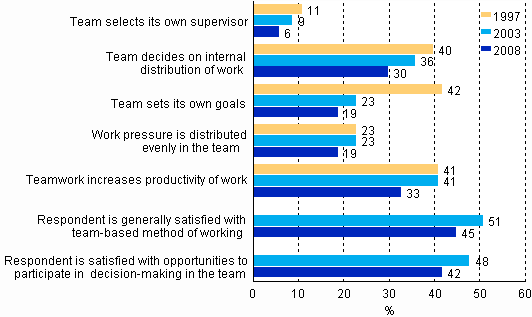 1997
2003
2008
Team selects its own supervisor
11
9
6
Team decides on internal
distribution of work
40
36
30
Team sets its own goals
42
23
19
Work pressure is distributed
evenly in the team
23
23
19
Teamwork increases productivity of work
41
41
33
Respondent is generally satisfied with
team-based method of working
51
45
Respondent is satisfied with opportunities to
participate in decision-making in the team
48
42
0 10 20 30 40 50 60
%